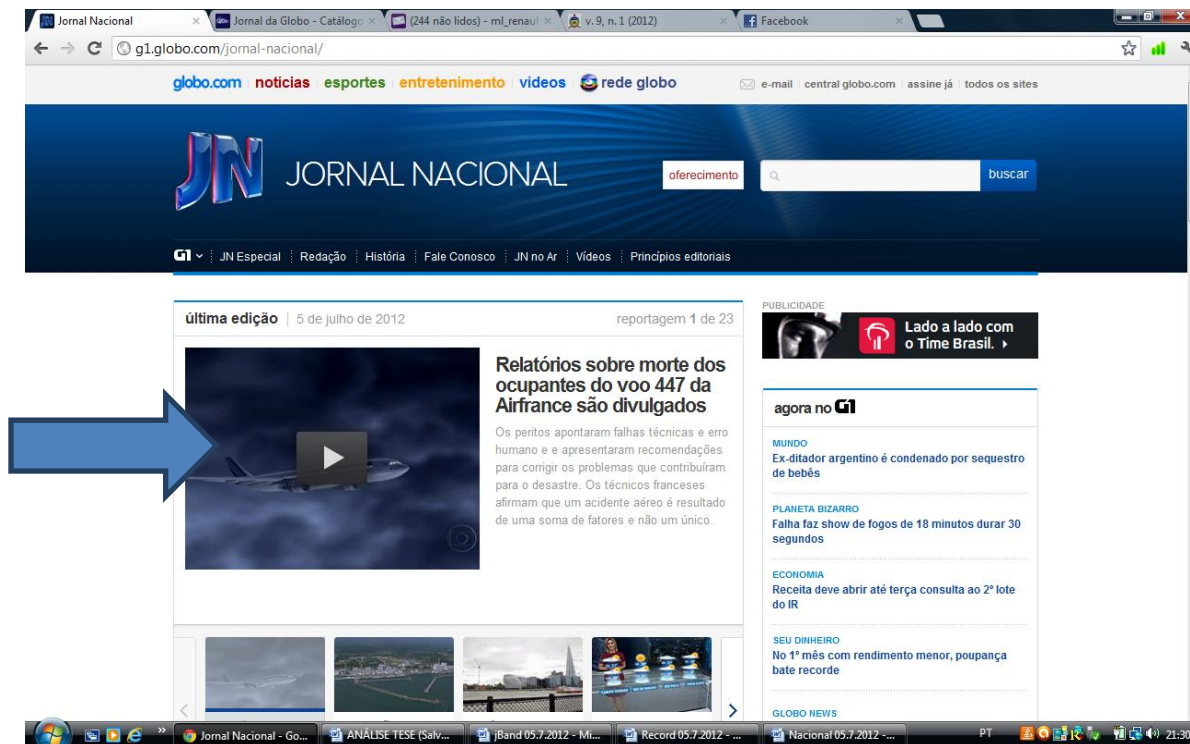 Jornal Nacional
Jornal da Globo - Catálogo
(244 não lidos) - ml_renaul
v. 9, n. 1 (2012)
Facebook
g1.globo.com/jornal-nacional/
globo.com notícias esportes entretenimento vídeos rede globo
e-mail central globo.com assine já todos os sites
JN JORNAL NACIONAL
oferecimento
buscar
G1 JN Especial Redação História Fale Conosco JN no Ar Vídeos Princípios editoriais
última edição | 5 de julho de 2012 reportagem 1 de 23
Relatórios sobre morte dos
ocupantes do voo 447 da
Airfrance são divulgados
Os peritos apontaram falhas técnicas e erro
humano e e apresentaram recomendações
para corrigir os problemas que contribuíram
para o desastre. Os técnicos franceses
afirmam que um acidente aéreo é resultado
de uma soma de fatores e não um único.
PUBLICIDADE
Lado a lado com
o Time Brasil.
agora no G1
MUNDO
Ex-ditador argentino é condenado por sequestro
de bebês
PLANETA BIZARRO
Falha faz show de fogos de 18 minutos durar 30
segundos
ECONOMIA
Receita deve abrir até terça consulta ao 2º lote
do IR
SEU DINHEIRO
No 1º mês com rendimento menor, poupança
bate recorde
GLOBO NEWS
Jornal Nacional - Go...
ANÁLISE TESE (Salv...
jBand 05.7.2012 - Mi...
Record 05.7.2012 - ...
Nacional 05.7.2012 -...
PT
21:30